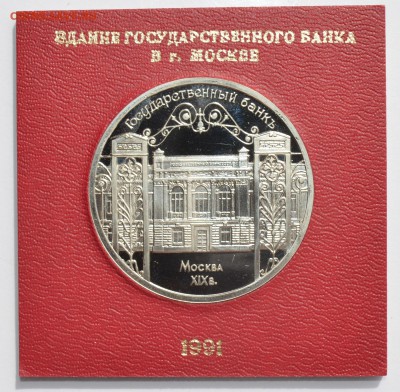 ЗДАНИЕ ГОСУДАРСТВЕННОГО БАНКА
В г. МОСКВЕ
Государственный банкъ
МОСКВА
XIXв.
1991